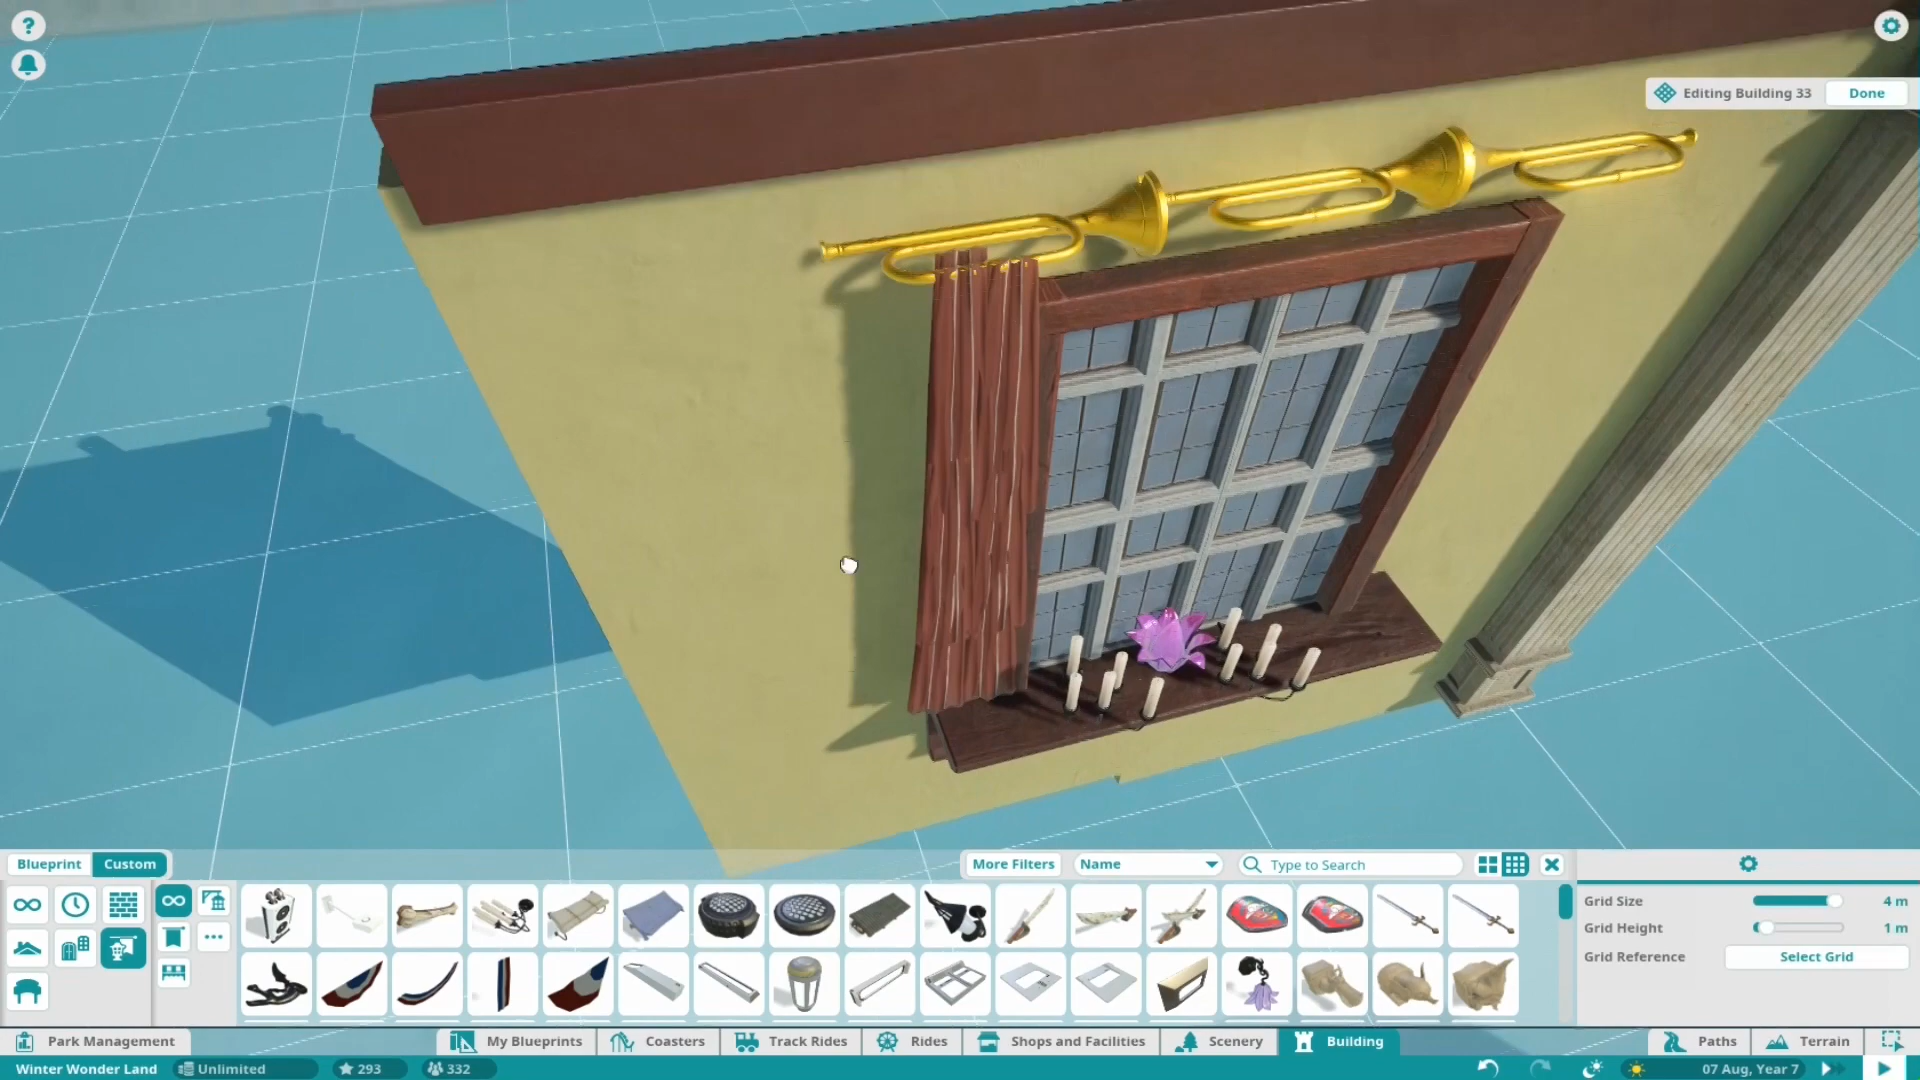 ?
Editing Building 33 Done
Blueprint Custom More Filters Name Type to Search
Grid Size 4 m
Grid Height 1 m
Grid Reference Select Grid
Park Management My Blueprints Coasters Track Rides Rides Shops and Facilities Scenery Building Paths Terrain
Winter Wonder Land Unlimited 293 332 07 Aug, Year 7